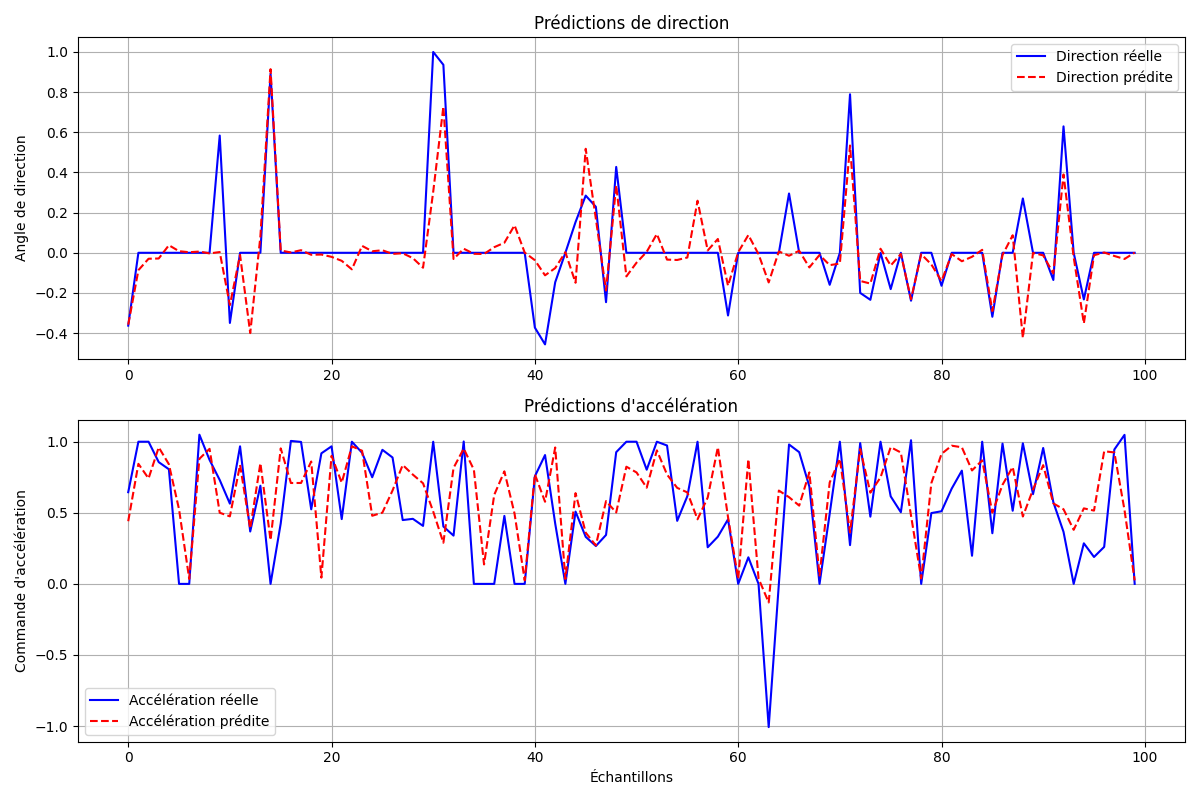 Prédictions de direction
1.0
0.8
0.6
0.4
0.2
0.0
−0.2
−0.4
Angle de direction
Direction réelle
Direction prédite
0 20 40 60 80 100
Prédictions d'accélération
1.0
0.5
0.0
−0.5
−1.0
Commande d'accélération
Accélération réelle
Accélération prédite
0 20 40 60 80 100
Échantillons